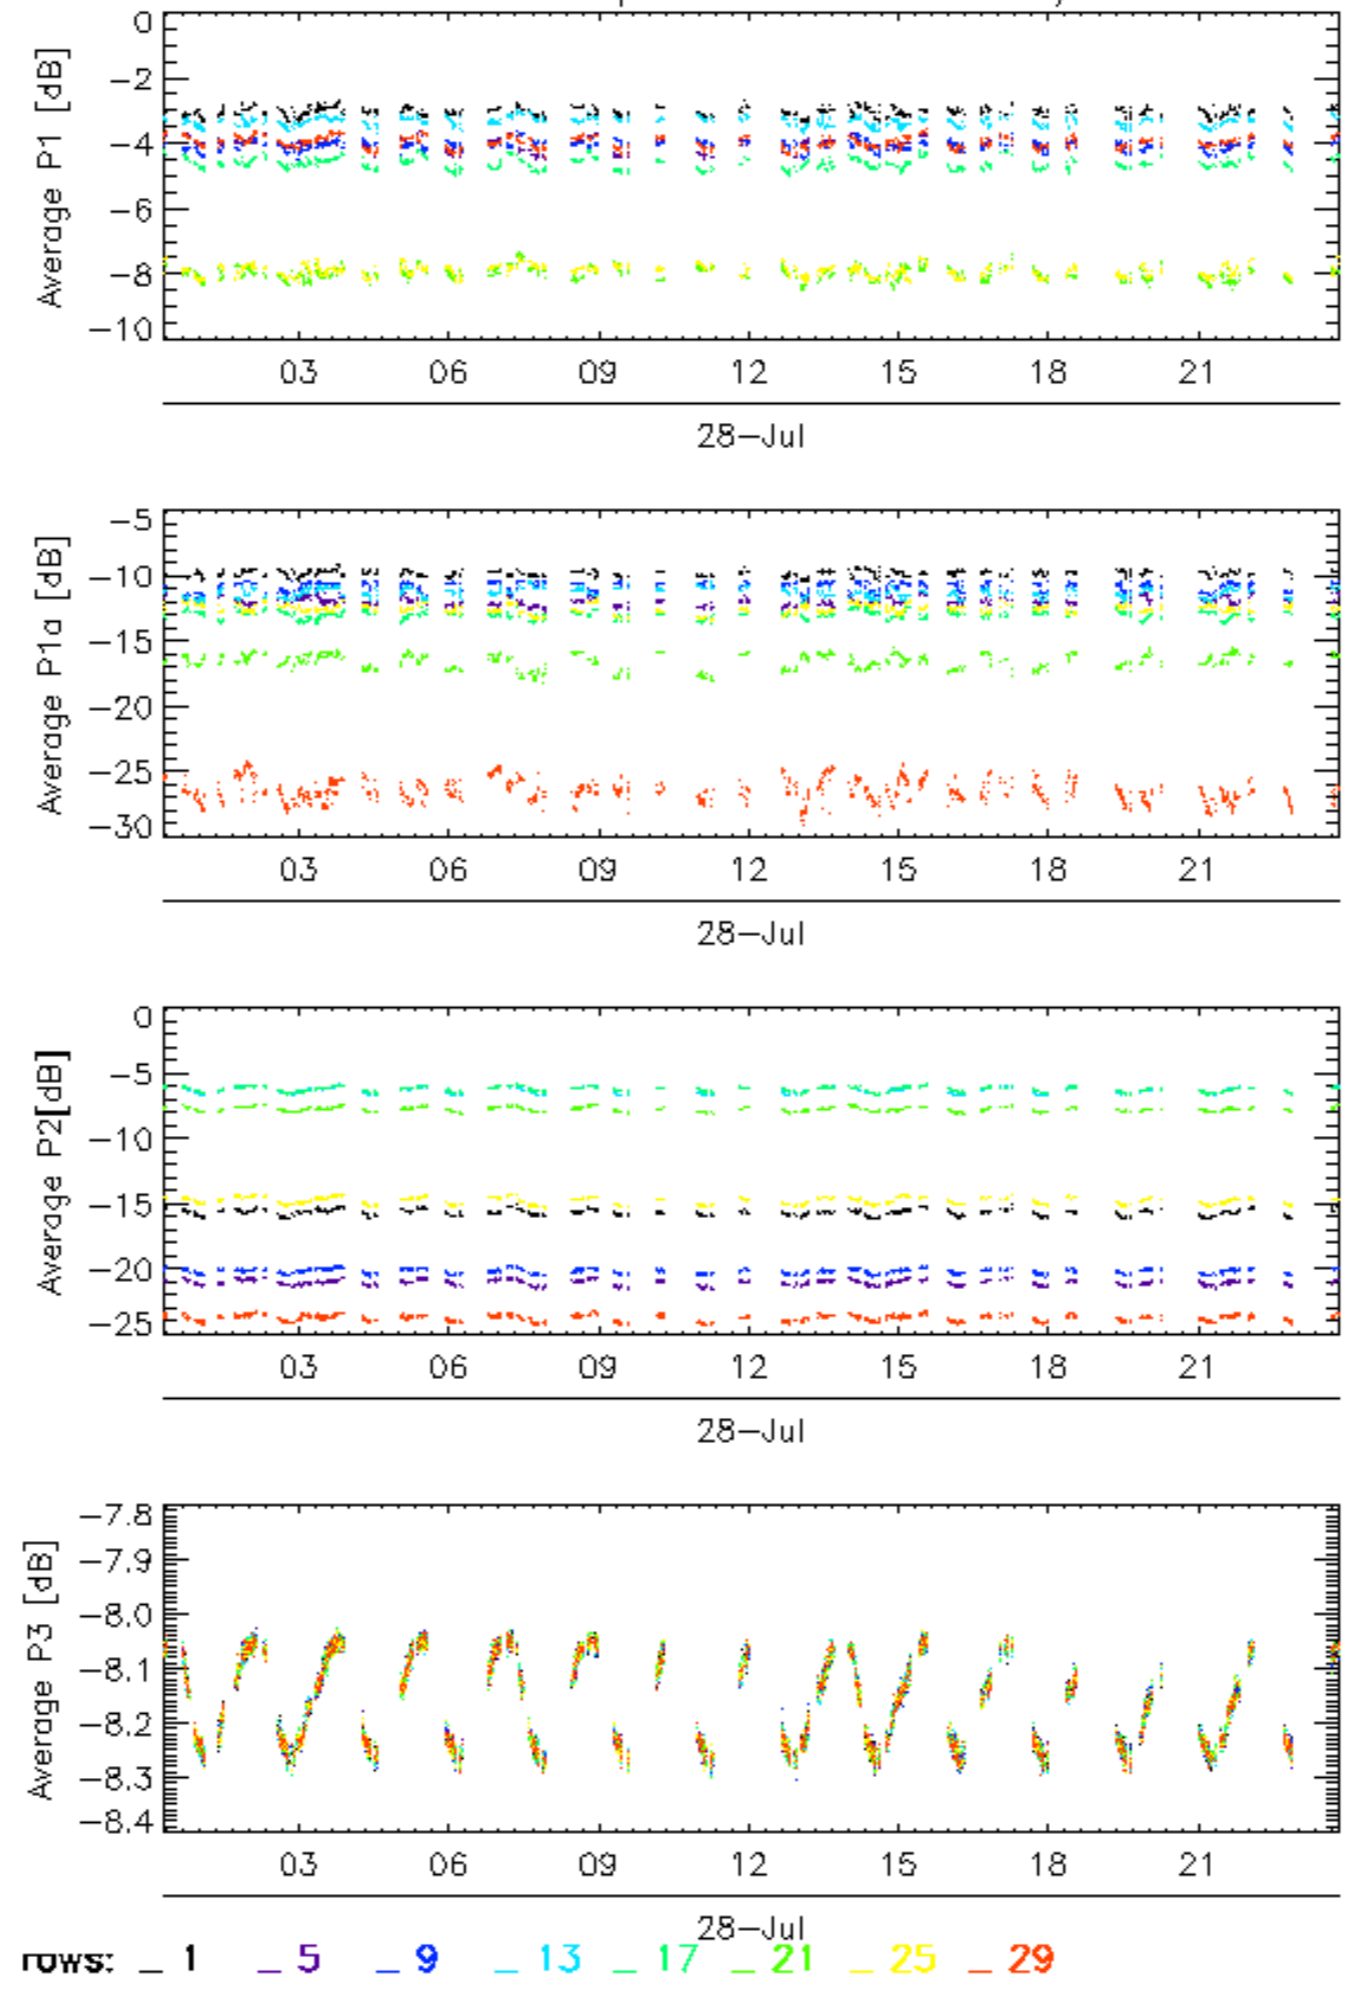 0
−2
−4
−6
−8
−10
Average P1 [dB]
03 06 09 12 15 18 21
28−Jul
−5
−10
−15
−20
−25
−30
Average P1a [dB]
03 06 09 12 15 18 21
28−Jul
0
−5
−10
−15
−20
−25
Average P2[dB]
03 06 09 12 15 18 21
28−Jul
−7.8
−7.9
−8.0
−8.1
−8.2
−8.3
−8.4
Average P3 [dB]
03 06 09 12 15 18 21
28−Jul
rows: _ 1 _ 5 _ 9 _ 13 _ 17 _ 21 _ 25 _ 29